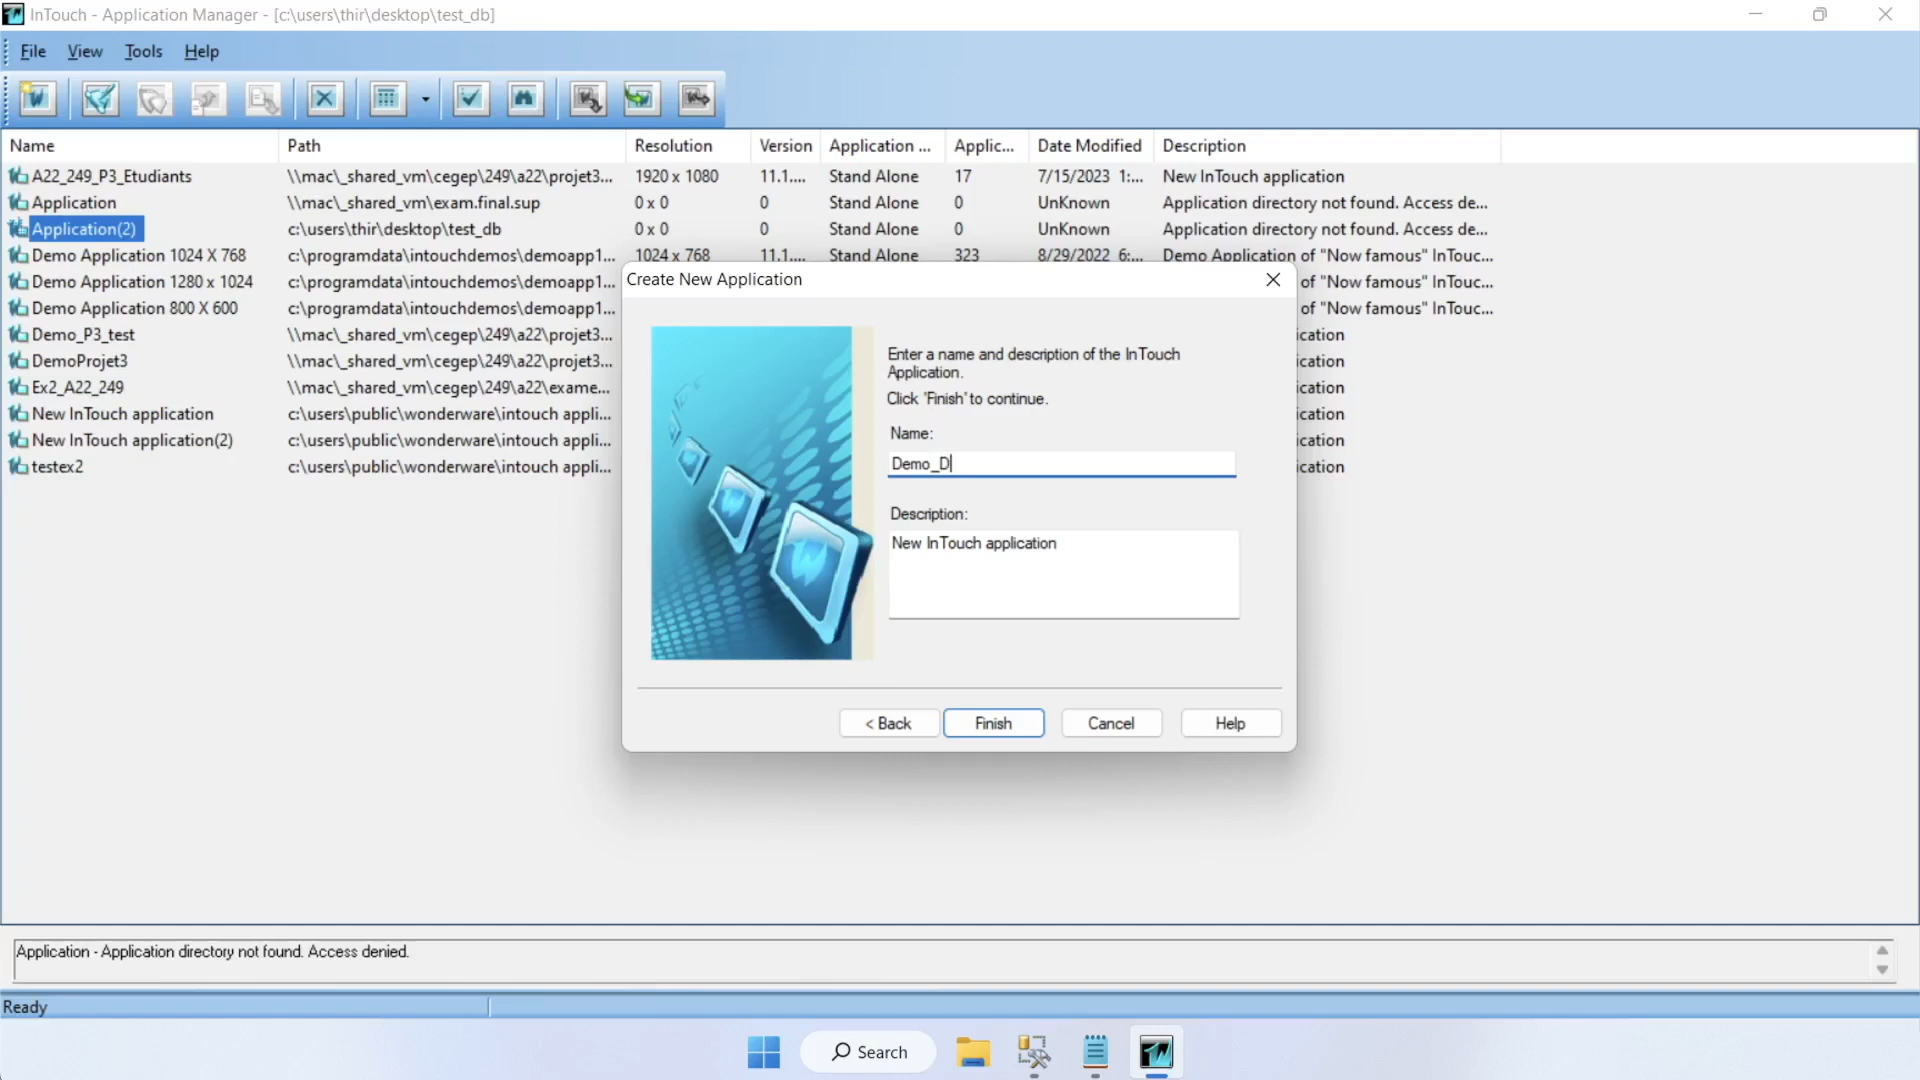 InTouch - Application Manager - [c:\users\thir\desktop\test_db]
File View Tools Help
Name Path Resolution Version Application ... Applic... Date Modified Description
A22_249_P3_Etudiants \\mac\_shared_vm\cegep\249\a22\projet3... 1920 x 1080 11.1.... Stand Alone 17 7/15/2023 1:... New InTouch application
Application \\mac\_shared_vm\exam.final.sup 0 x 0 0 Stand Alone 0 UnKnown Application directory not found. Access de...
Application(2) c:\users\thir\desktop\test_db 0 x 0 0 Stand Alone 0 UnKnown Application directory not found. Access de...
Demo Application 1024 X 768 c:\programdata\intouchdemos\demoapp1... 1024 x 768 11.1.... Stand Alone 323 8/29/2022 6:... Demo Application of "Now famous" InTouc...
Demo Application 1280 x 1024 c:\programdata\intouchdemos\demoapp1... of "Now famous" InTouc...
Demo Application 800 X 600 c:\programdata\intouchdemos\demoapp1... of "Now famous" InTouc...
Demo_P3_test \\mac\_shared_vm\cegep\249\a22\projet3... ication
DemoProjet3 \\mac\_shared_vm\cegep\249\a22\projet3... ication
Ex2_A22_249 \\mac\_shared_vm\cegep\249\a22\exame... ication
New InTouch application c:\users\public\wonderware\intouch appli... ication
New InTouch application(2) c:\users\public\wonderware\intouch appli... ication
testex2 c:\users\public\wonderware\intouch appli... ication
Create New Application
Enter a name and description of the InTouch
Application.
Click 'Finish' to continue.
Name:
Demo_D
Description:
New InTouch application
< Back Finish Cancel Help
Application - Application directory not found. Access denied.
Ready
Search